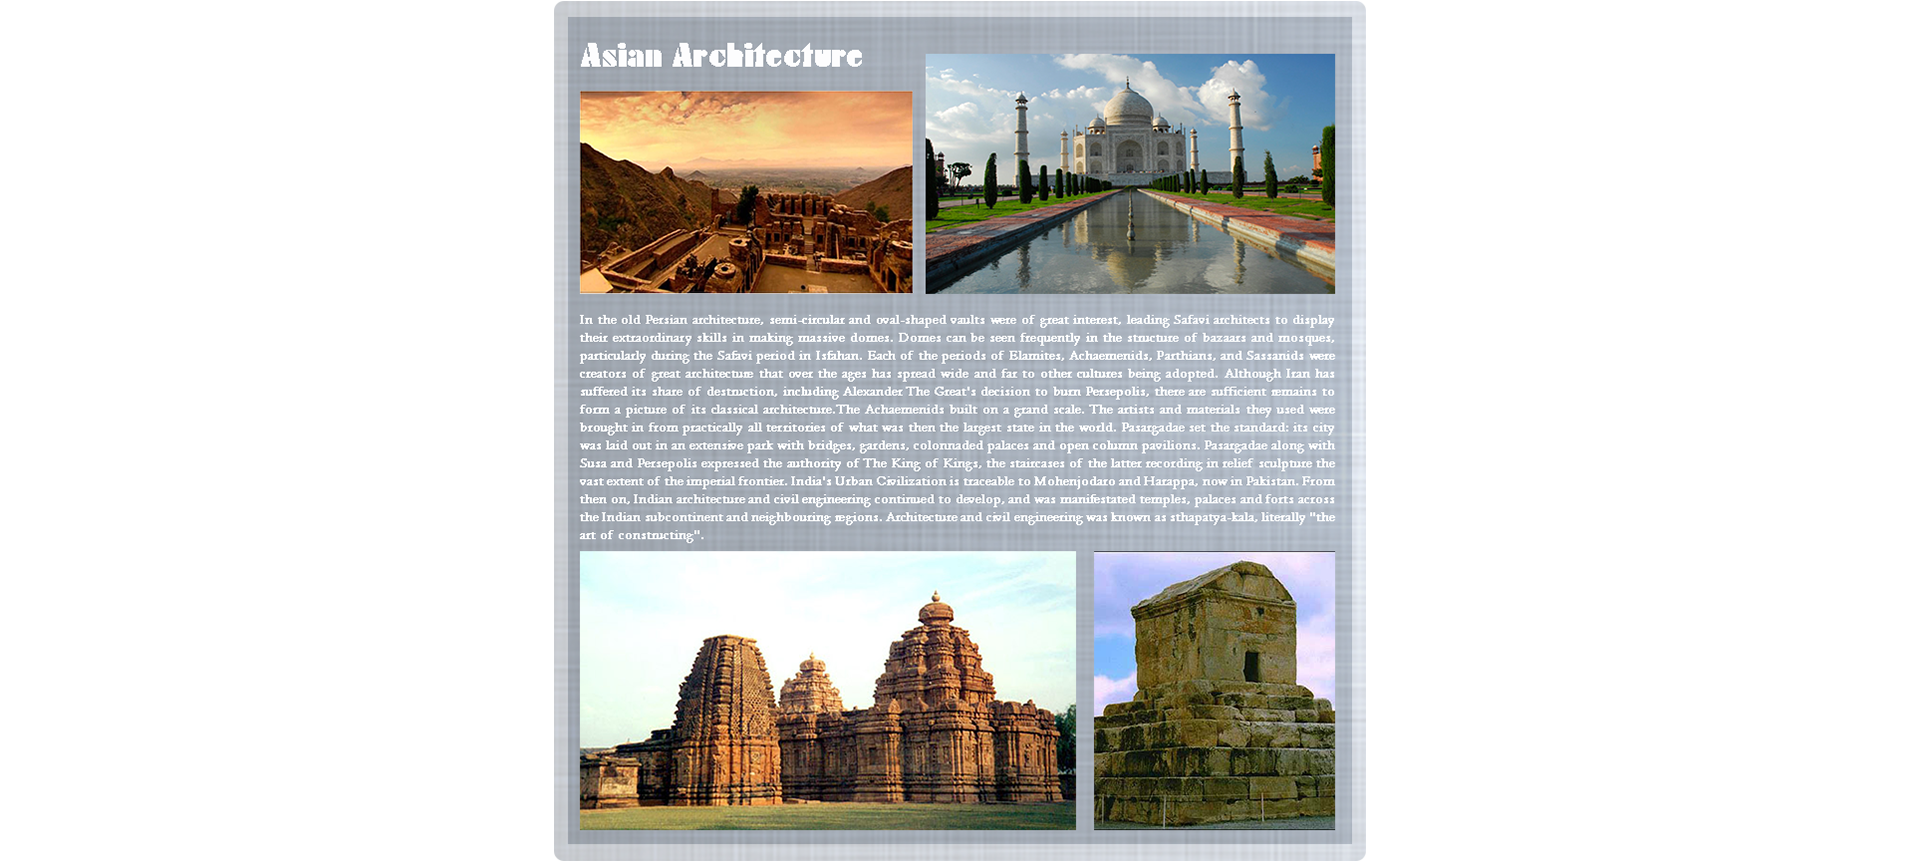 Asian Architecture
In the old Persian architecture, semi-circular and oval-shaped vaults were of great interest, leading Safavi architects to display
their extraordinary skills in making massive domes. Domes can be seen frequently in the structure of bazaars and mosques,
particularly during the Safavi period in Isfahan. Each of the periods of Elamites, Achaemenids, Parthians, and Sassanids were
creators of great architecture that over the ages has spread wide and far to other cultures being adopted. Although Iran has
suffered its share of destruction, including Alexander The Great's decision to burn Persepolis, there are sufficient remains to
form a picture of its classical architecture.The Achaemenids built on a grand scale. The artists and materials they used were
brought in from practically all territories of what was then the largest state in the world. Pasargadae set the standard: its city
was laid out in an extensive park with bridges, gardens, colonnaded palaces and open column pavilions. Pasargadae along with
Susa and Persepolis expressed the authority of The King of Kings, the staircases of the latter recording in relief sculpture the
vast extent of the imperial frontier. India's Urban Civilization is traceable to Mohenjodaro and Harappa, now in Pakistan. From
then on, Indian architecture and civil engineering continued to develop, and was manifestated temples, palaces and forts across
the Indian subcontinent and neighbouring regions. Architecture and civil engineering was known as sthapatya-kala, literally "the
art of constructing".